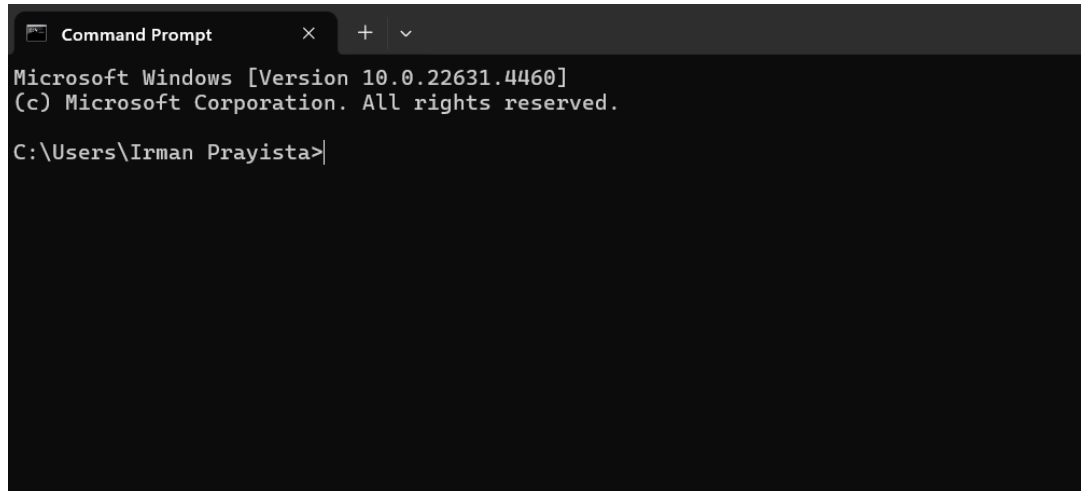 Command Prompt
Microsoft Windows [Version 10.0.22631.4460]
(c) Microsoft Corporation. All rights reserved.
C:\Users\Irman Prayista>